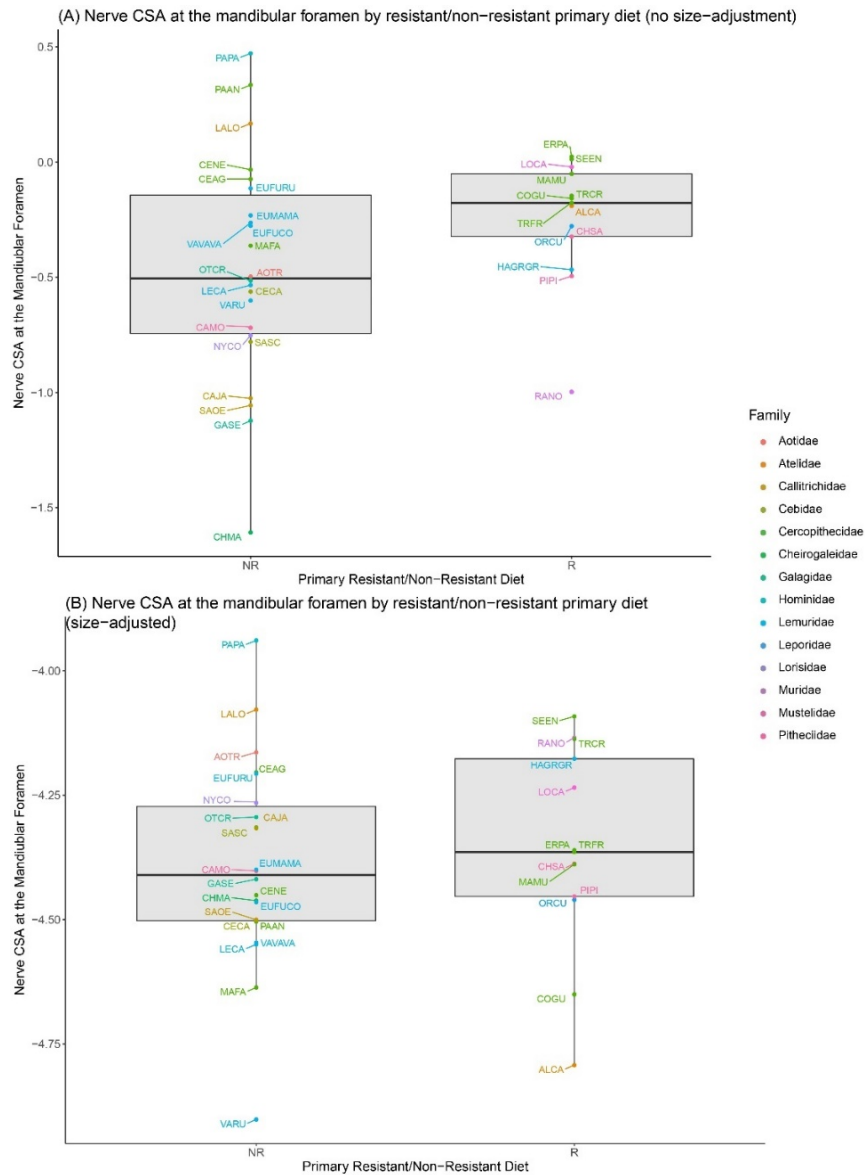 (A) Nerve CSA at the mandibular foramen by resistant/non−resistant primary diet (no size−adjustment)
0.5
PAPA
PAAN
LALO
0.0
CENE
CEAG
EUFURU
EUMAMA
VAVAVA
EUFUCO
MAFA
OTCR
AOTR
−0.5
LECA
CECA
VARU
CAMO
NYCO
SASC
−1.0
CAJA
SAOE
GASE
−1.5
CHMA
ERPA
SEEN
LOCA
MAMU
COGU
TRCR
ALCA
TRFR
CHSA
ORCU
HAGRGR
PIPI
RANO
Nerve CSA at the Mandiublar Foramen
NR
R
Primary Resistant/Non−Resistant Diet
Family
Aotidae
Atelidae
Callitrichidae
Cebidae
Cercopithecidae
Cheirogaleidae
Galagidae
Hominidae
Lemuridae
Leporidae
Lorisidae
Muridae
Mustelidae
Pitheciidae
(B) Nerve CSA at the mandibular foramen by resistant/non−resistant primary diet
(size−adjusted)
−4.00
PAPA
LALO
AOTR
CEAG
EUFURU
−4.25
NYCO
OTCR
CAJA
SASC
CAMO
EUMAMA
GASE
CENE
CHMA
EUFUCO
−4.50
SAOE
CECA
PAAN
LECA
VAVAVA
MAFA
−4.75
VARU
SEEN
RANO
TRCR
HAGRGR
LOCA
ERPA
TRFR
CHSA
MAMU
PIPI
ORCU
COGU
ALCA
Nerve CSA at the Mandiublar Foramen
NR
R
Primary Resistant/Non−Resistant Diet